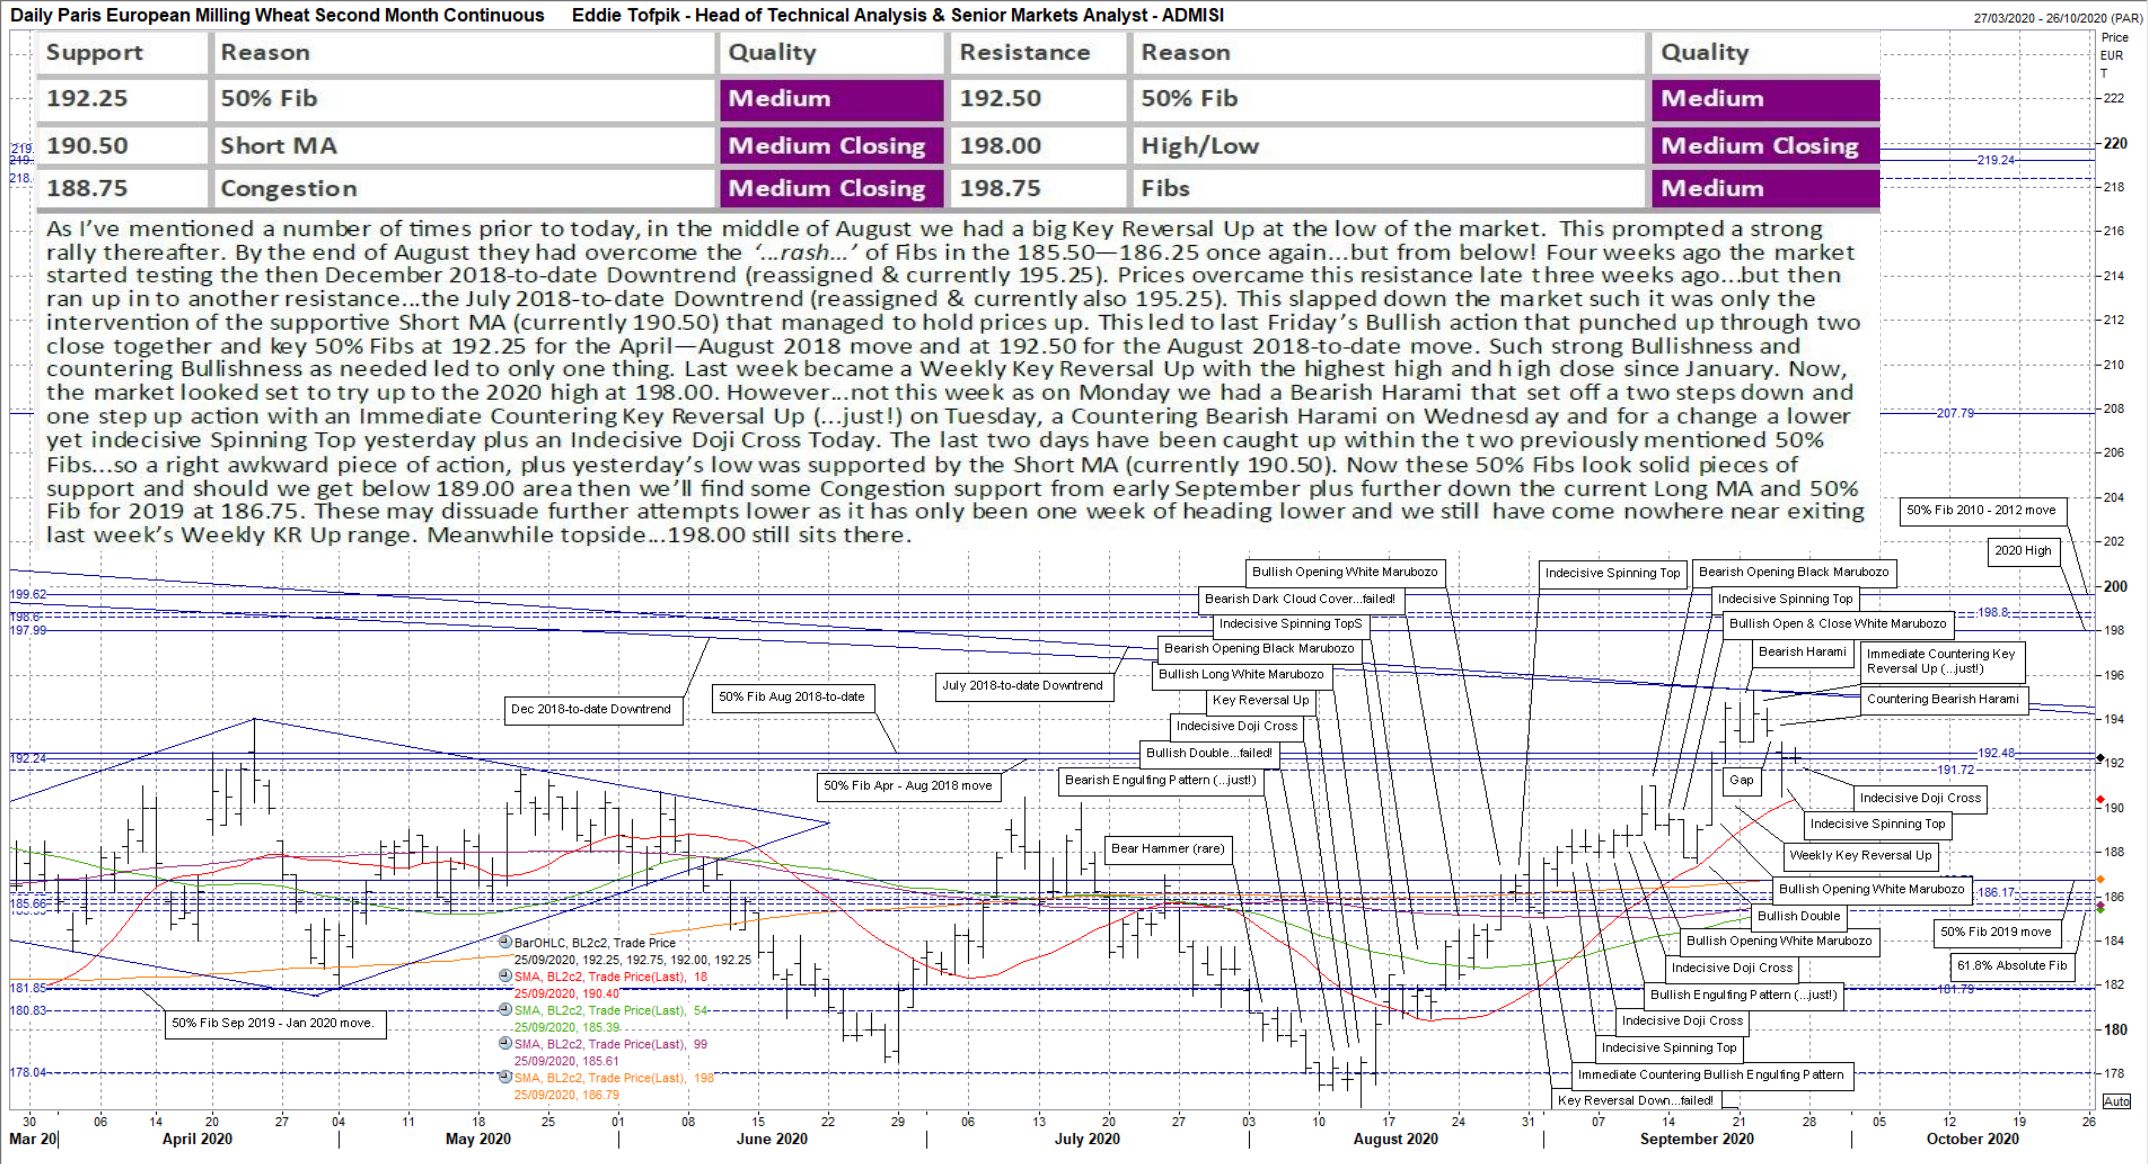 Daily Paris European Milling Wheat Second Month Continuous Eddie Tofpik - Head of Technical Analysis & Senior Markets Analyst - ADMISI
27/03/2020 - 26/10/2020 (PAR)
Support Reason Quality Resistance Reason Quality
192.25 50% Fib Medium 192.50 50% Fib Medium
190.50 Short MA Medium Closing 198.00 High/Low Medium Closing
188.75 Congestion Medium Closing 198.75 Fibs Medium
As I've mentioned a number of times prior to today, in the middle of August we had a big Key Reversal Up at the low of the market. This prompted a strong
rally thereafter. By the end of August they had overcome the '...rash...' of Fibs in the 185.50—186.25 once again...but from below! Four weeks ago the market
started testing the then December 2018-to-date Downtrend (reassigned & currently 195.25). Prices overcame this resistance late three weeks ago...but then
ran up in to another resistance...the July 2018-to-date Downtrend (reassigned & currently also 195.25). This slapped down the market such it was only the
intervention of the supportive Short MA (currently 190.50) that managed to hold prices up. This led to last Friday's Bullish action that punched up through two
close together and key 50% Fibs at 192.25 for the April—August 2018 move and at 192.50 for the August 2018-to-date move. Such strong Bullishness and
countering Bullishness as needed led to only one thing. Last week became a Weekly Key Reversal Up with the highest high and high close since January. Now,
the market looked set to try up to the 2020 high at 198.00. However...not this week as on Monday we had a Bearish Harami that set off a two steps down and
one step up action with an Immediate Countering Key Reversal Up (...just!) on Tuesday, a Countering Bearish Harami on Wednesday and for a change a lower
yet indecisive Spinning Top yesterday plus an Indecisive Doji Cross Today. The last two days have been caught up within the two previously mentioned 50%
Fibs...so a right awkward piece of action, plus yesterday's low was supported by the Short MA (currently 190.50). Now these 50% Fibs look solid pieces of
support and should we get below 189.00 area then we'll find some Congestion support from early September plus further down the current Long MA and 50%
Fib for 2019 at 186.75. These may dissuade further attempts lower as it has only been one week of heading lower and we still have come nowhere near exiting
last week's Weekly KR Up range. Meanwhile topside...198.00 still sits there.
Price
EUR
T
222
220
218
216
214
212
210
208
206
204
202
200
198
196
194
192
190
188
186
184
182
180
178
Auto
219.24
207.79
198.8
192.48
191.72
186.17
181.79
199.62
198.6
197.99
192.24
185.66
181.85
180.83
178.04
50% Fib 2010 - 2012 move
2020 High
Bullish Opening White Marubozo
Indecisive Spinning Top
Bearish Opening Black Marubozo
Bearish Dark Cloud Cover...failed!
Indecisive Spinning Top
Indecisive Spinning TopS
Bullish Open & Close White Marubozo
Bearish Opening Black Marubozo
Bearish Harami
Immediate Countering Key
Reversal Up (...just!)
Bullish Long White Marubozo
July 2018-to-date Downtrend
50% Fib Aug 2018-to-date
Dec 2018-to-date Downtrend
Key Reversal Up
Countering Bearish Harami
Indecisive Doji Cross
Bullish Double...failed!
Bearish Engulfing Pattern (...just!)
50% Fib Apr - Aug 2018 move
Gap
Indecisive Doji Cross
Indecisive Spinning Top
Bear Hammer (rare)
Weekly Key Reversal Up
Bullish Opening White Marubozo
Bullish Double
50% Fib 2019 move
Bullish Opening White Marubozo
61.8% Absolute Fib
Indecisive Doji Cross
Bullish Engulfing Pattern (...just!)
Indecisive Doji Cross
50% Fib Sep 2019 - Jan 2020 move.
Indecisive Spinning Top
Immediate Countering Bullish Engulfing Pattern
Key Reversal Down...failed!
BarOHLC, BL2c2, Trade Price
25/09/2020, 192.25, 192.75, 192.00, 192.25
SMA, BL2c2, Trade Price(Last), 18
25/09/2020, 190.40
SMA, BL2c2, Trade Price(Last), 54
25/09/2020, 185.39
SMA, BL2c2, Trade Price(Last), 99
25/09/2020, 185.61
SMA, BL2c2, Trade Price(Last), 198
25/09/2020, 186.79
30 06 14 20 27 04 11 18 25 01 08 15 22 29 06 13 20 27 03 10 17 24 31 07 14 21 28 05 12 19 26
Mar 20 April 2020 May 2020 June 2020 July 2020 August 2020 September 2020 October 2020